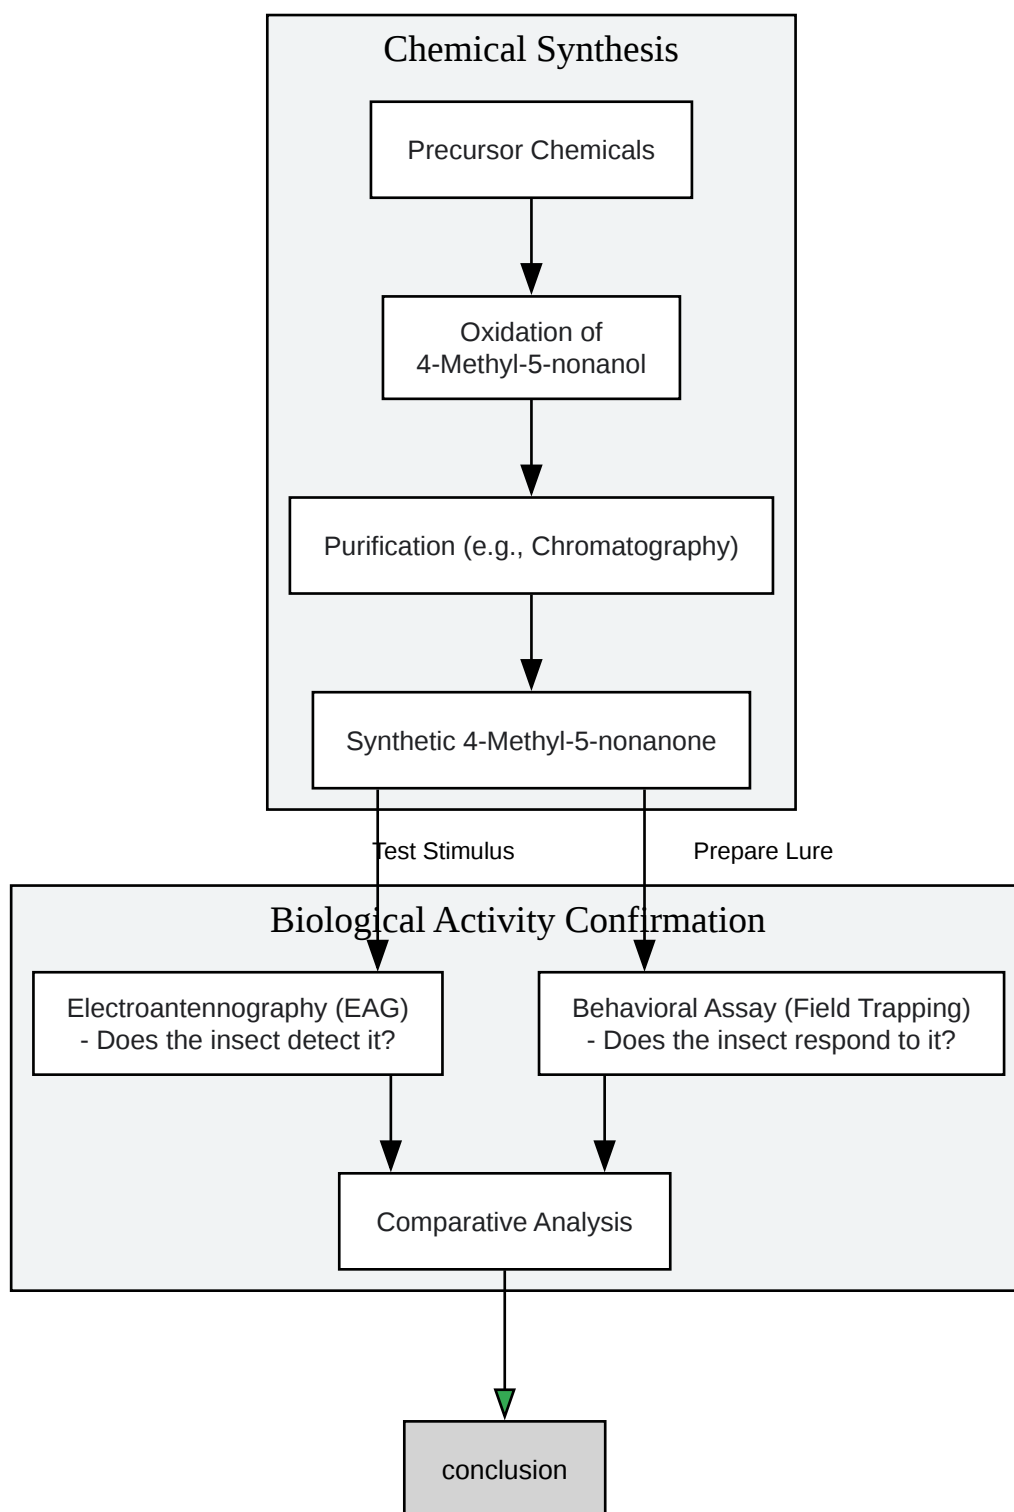 Chemical Synthesis
Precursor Chemicals
Oxidation of
4-Methyl-5-nonanol
Purification (e.g., Chromatography)
Synthetic 4-Methyl-5-nonanone
Test Stimulus
Prepare Lure
Biological Activity Confirmation
Electroantennography (EAG)
- Does the insect detect it?
Behavioral Assay (Field Trapping)
- Does the insect respond to it?
Comparative Analysis
conclusion